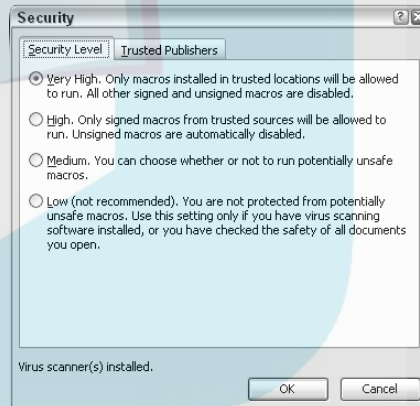 Security
Security Level
Trusted Publishers
Very High. Only macros installed in trusted locations will be allowed
to run. All other signed and unsigned macros are disabled.
High. Only signed macros from trusted sources will be allowed to
run. Unsigned macros are automatically disabled.
Medium. You can choose whether or not to run potentially unsafe
macros.
Low (not recommended). You are not protected from potentially
unsafe macros. Use this setting only if you have virus scanning
software installed, or you have checked the safety of all documents
you open.
Virus scanner(s) installed.
OK
Cancel